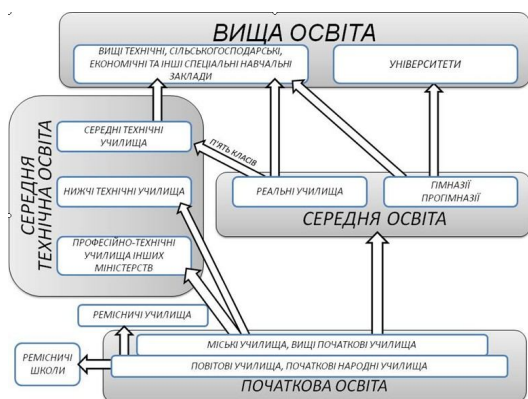 ВИЩА ОСВІТА
ВИЩІ ТЕХНІЧНІ, СІЛЬСЬКОГОСПОДАРСЬКІ,
ЕКОНОМІЧНІ ТА ІНШІ СПЕЦІАЛЬНІ НАВЧАЛЬНІ
ЗАКЛАДИ
УНІВЕРСИТЕТИ
СЕРЕДНЯ
ТЕХНІЧНА ОСВІТА
СЕРЕДНІ ТЕХНІЧНІ
УЧИЛИЩА
П'ЯТЬ КЛАСІВ
НИЖЧІ ТЕХНІЧНІ УЧИЛИЩА
РЕАЛЬНІ УЧИЛИЩА
ГІМНАЗІЇ
ПРОГІМНАЗІЇ
СЕРЕДНЯ ОСВІТА
ПРОФЕСІЙНО-ТЕХНІЧНІ
УЧИЛИЩА ІНШИХ
МІНІСТЕРСТВ
РЕМІСНИЧІ УЧИЛИЩА
МІСЬКІ УЧИЛИЩА, ВИЩІ ПОЧАТКОВІ УЧИЛИЩА
РЕМІСНИЧІ
ШКОЛИ
ПОВІТОВІ УЧИЛИЩА, ПОЧАТКОВІ НАРОДНІ УЧИЛИЩА
ПОЧАТКОВА ОСВІТА